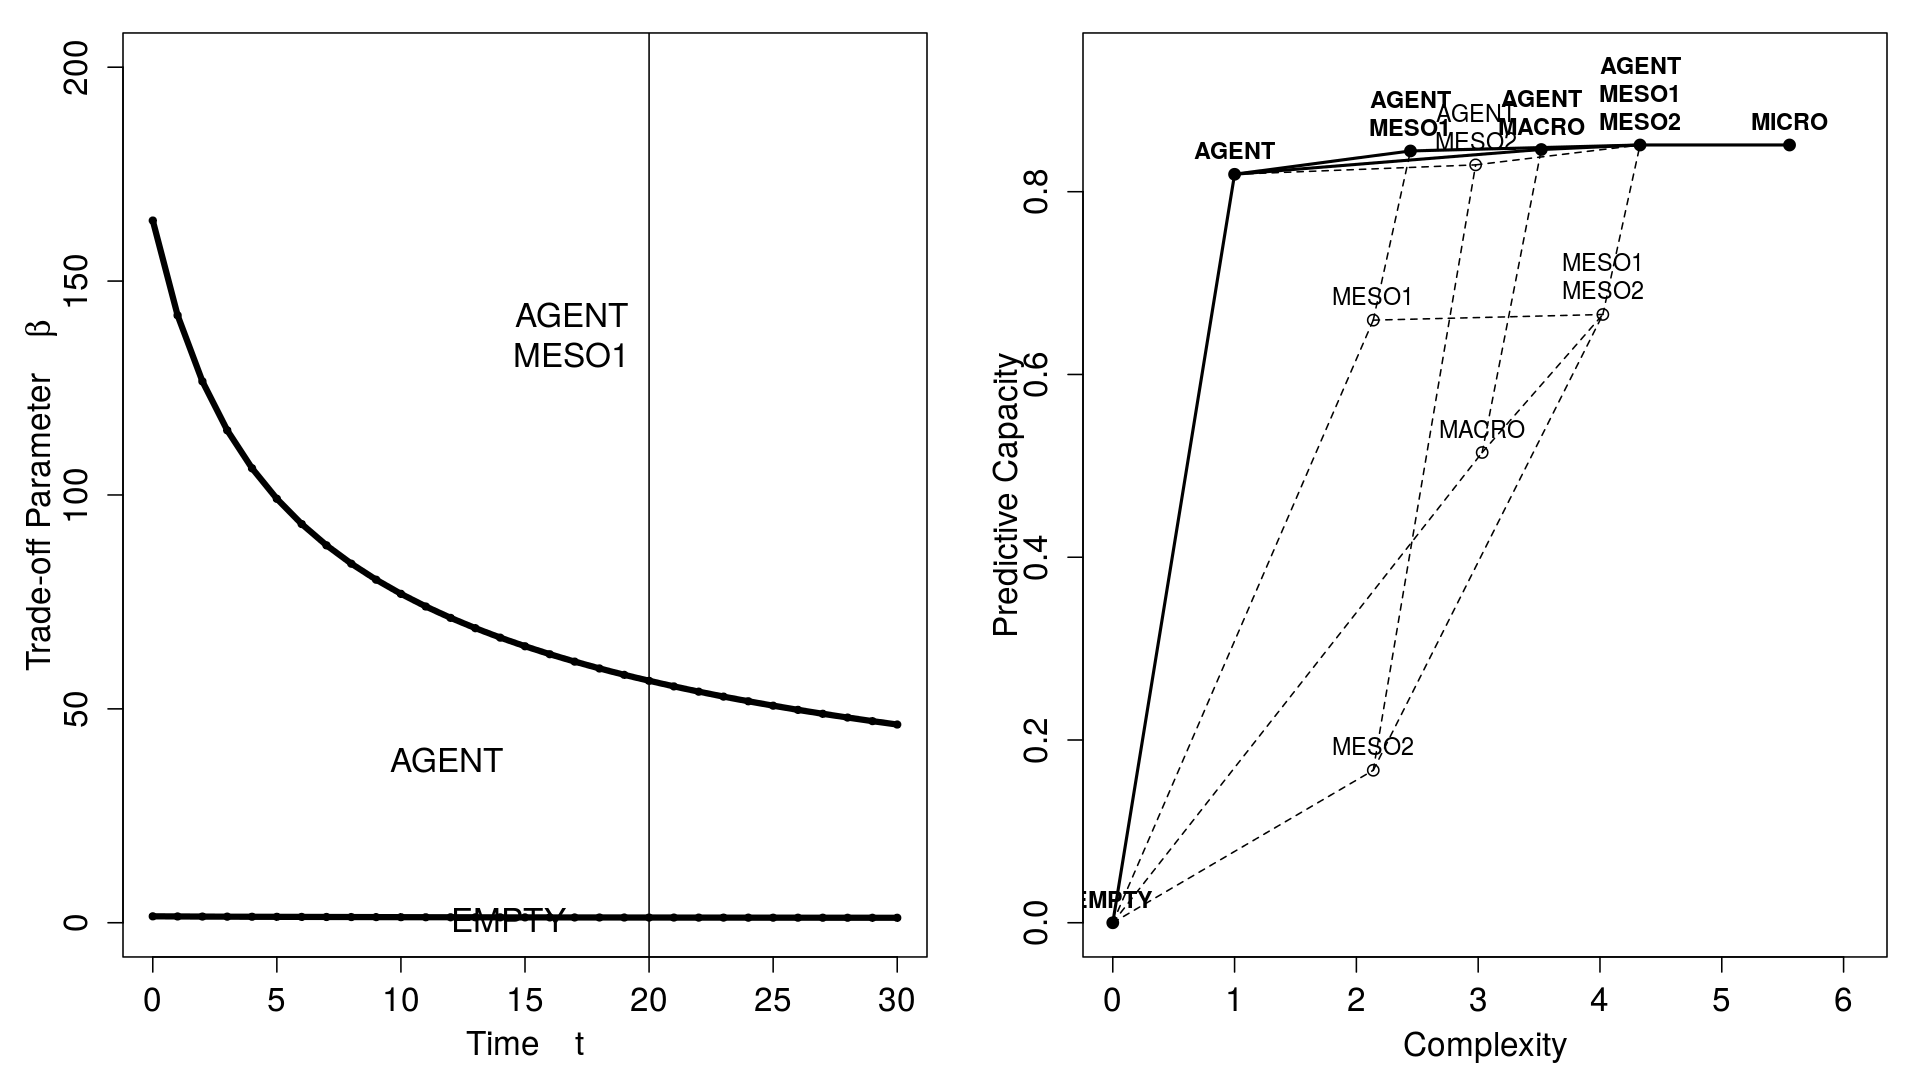 200
150
100
50
0
Trade-off Parameter β
AGENT
MESO1
AGENT
EMPTY
0 5 10 15 20 25 30
Time t
0.8
0.6
0.4
0.2
0.0
Predictive Capacity
AGENT
AGENT
MESO1
AGENT
MESO2
AGENT
MACRO
AGENT
MESO1
MESO2
MICRO
MESO1
MESO1
MESO2
MACRO
MESO2
EMPTY
0 1 2 3 4 5 6
Complexity